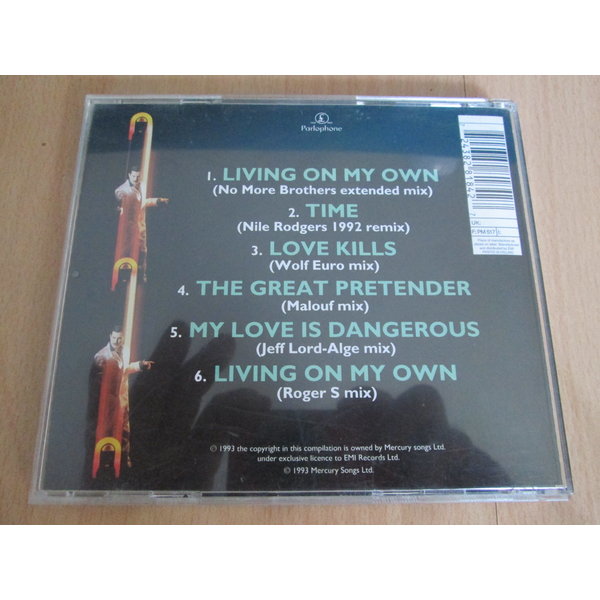 Parlophone
1. LIVING ON MY OWN
(No More Brothers extended mix)
2. TIME
(Nile Rodgers 1992 remix)
3. LOVE KILLS
(Wolf Euro mix)
4. THE GREAT PRETENDER
(Malouf mix)
5. MY LOVE IS DANGEROUS
(Jeff Lord-Alge mix)
6. LIVING ON MY OWN
(Roger S mix)
℗ 1993 the copyright in this compilation is owned by Mercury songs Ltd.
under exclusive licence to EMI Records Ltd.
© 1993 Mercury Songs Ltd.
UK:
F: PM 517